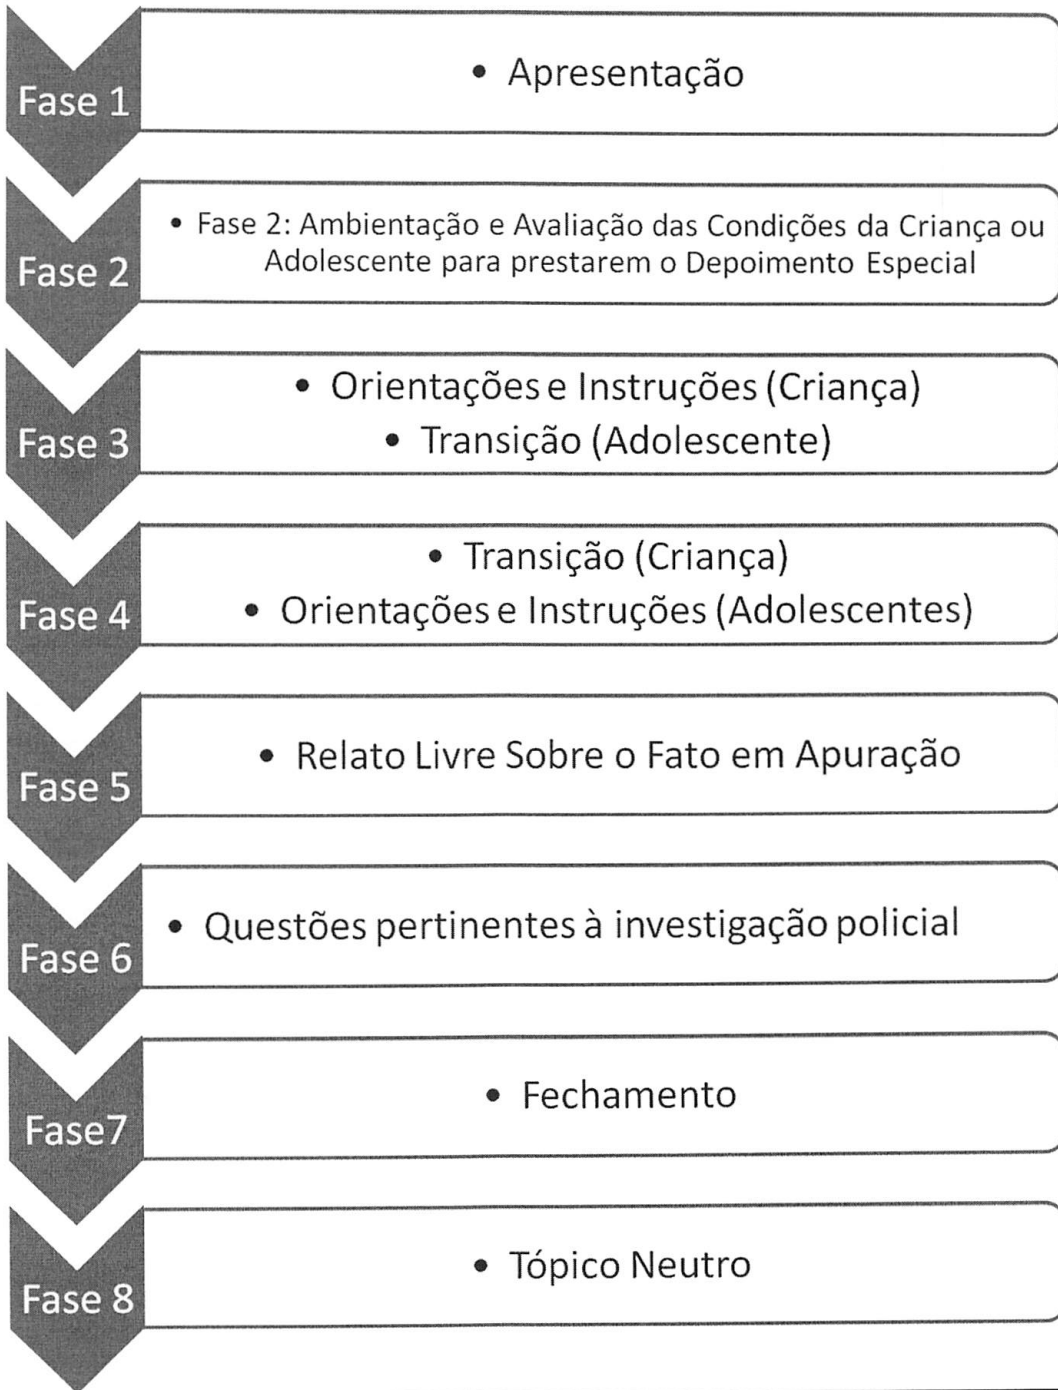 Fase 1
• Apresentação
Fase 2
• Fase 2: Ambientação e Avaliação das Condições da Criança ou
Adolescente para prestarem o Depoimento Especial
Fase 3
• Orientações e Instruções (Criança)
• Transição (Adolescente)
Fase 4
• Transição (Criança)
• Orientações e Instruções (Adolescentes)
Fase 5
• Relato Livre Sobre o Fato em Apuração
Fase 6
• Questões pertinentes à investigação policial
Fase7
• Fechamento
Fase 8
• Tópico Neutro